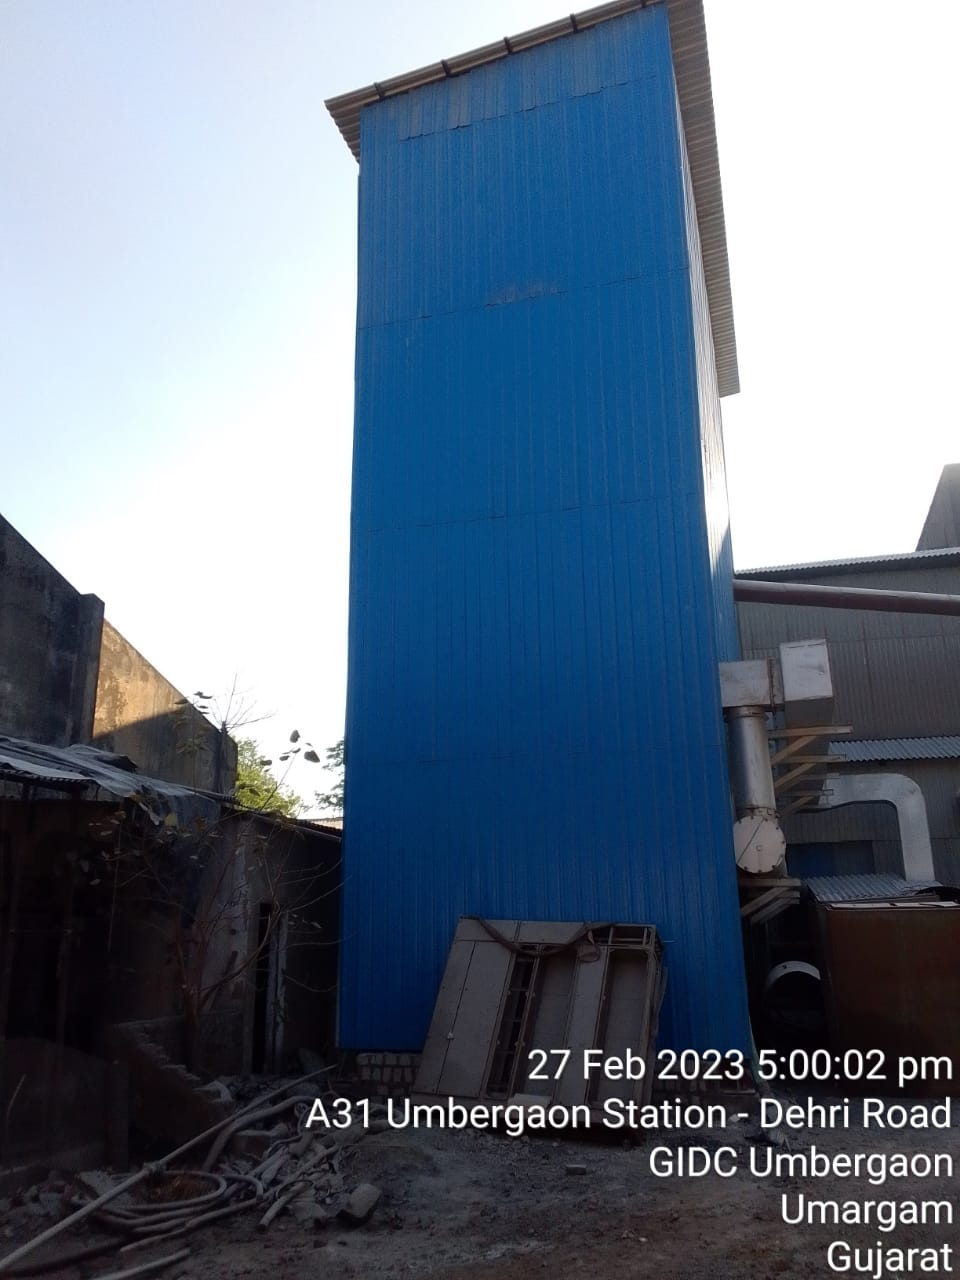 27 Feb 2023 5:00:02 pm
A31 Umbergaon Station - Dehri Road
GIDC Umbergaon
Umargam
Gujarat